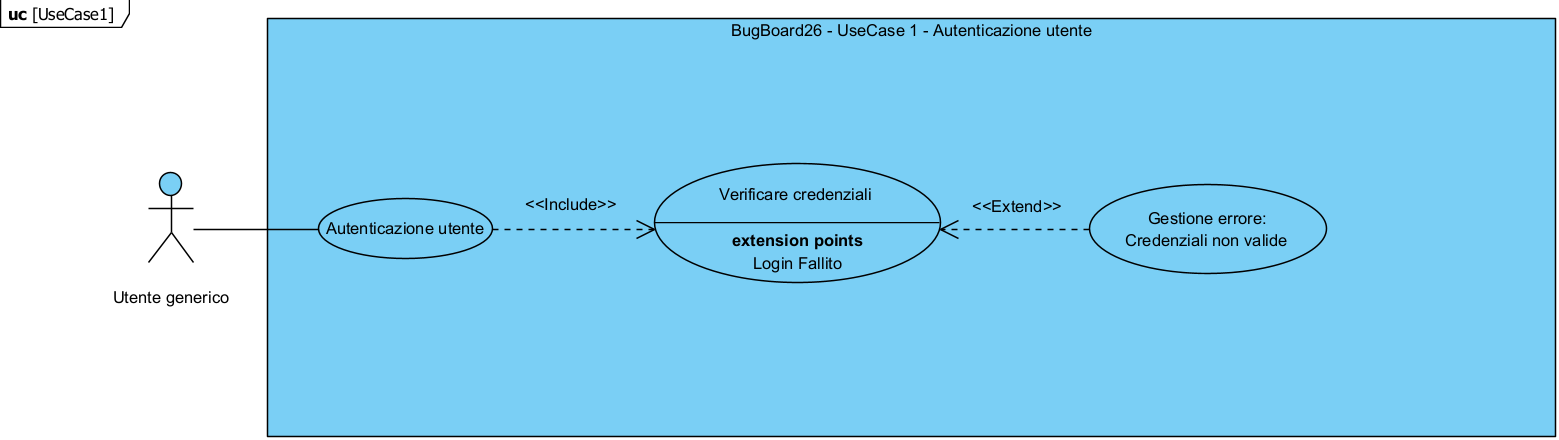 uc [UseCase1]
BugBoard26 - UseCase 1 - Autenticazione utente
Utente generico
Autenticazione utente
<<Include>>
Verificare credenziali
extension points
Login Fallito
<<Extend>>
Gestione errore:
Credenziali non valide